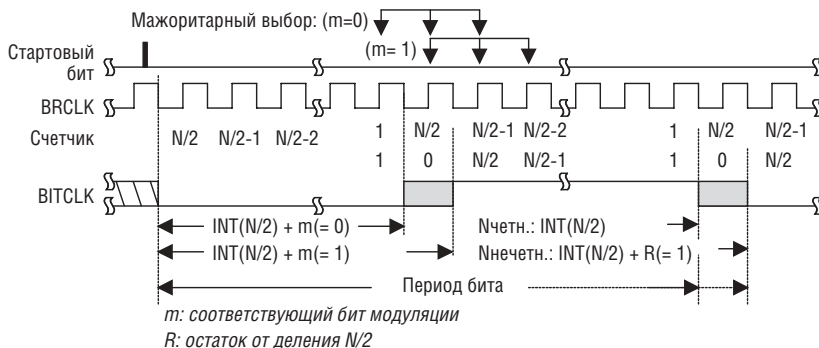 Мажоритарный выбор: (m=0)
(m= 1)
Стартовый
бит
BRCLK
Счетчик
N/2 N/2-1 N/2-2 1 N/2 N/2-1 N/2-2 1 N/2 N/2-1
1 0 N/2 N/2-1 1 0 N/2
BITCLK
INT(N/2) + m(= 0) Nчетн.: INT(N/2)
INT(N/2) + m(= 1) Nнечетн.: INT(N/2) + R(= 1)
Период бита
m: соответствующий бит модуляции
R: остаток от деления N/2